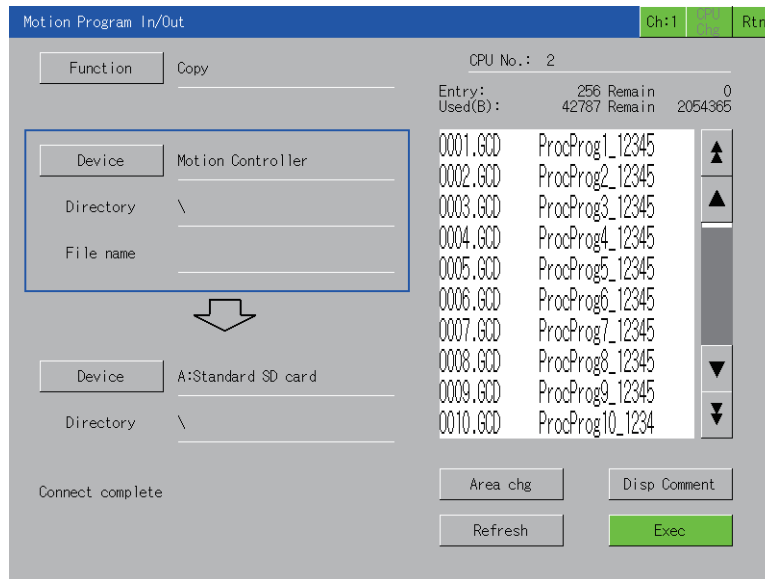 Motion Program In/Out
Ch:1
CPU Chg
Rtn
Function
Copy
Device
Motion Controller
Directory
\
File name
Device
A:Standard SD card
Directory
\
Connect complete
CPU No.: 2
Entry: 256 Remain 0
Used(B): 42787 Remain 2054365
0001.GCD ProcProg1_12345
0002.GCD ProcProg2_12345
0003.GCD ProcProg3_12345
0004.GCD ProcProg4_12345
0005.GCD ProcProg5_12345
0006.GCD ProcProg6_12345
0007.GCD ProcProg7_12345
0008.GCD ProcProg8_12345
0009.GCD ProcProg9_12345
0010.GCD ProcProg10_1234
Area chg
Disp Comment
Refresh
Exec